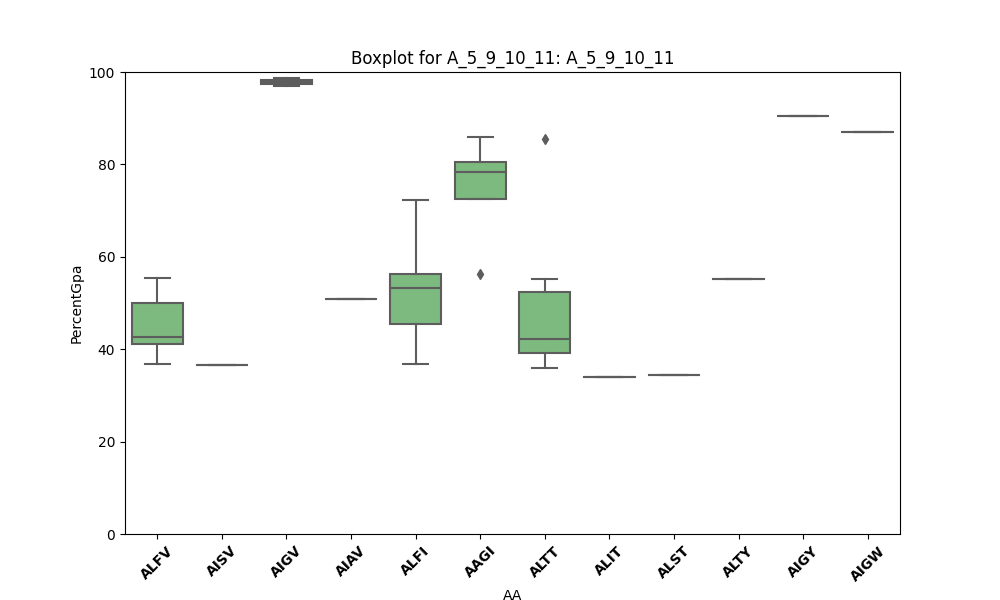 Boxplot for A_5_9_10_11: A_5_9_10_11
100
80
60
40
20
0
PercentGpa
ALFV AISV AIGV AIAV ALFI AAGI ALTT ALIT ALST ALTY AIGY AIGW
AA